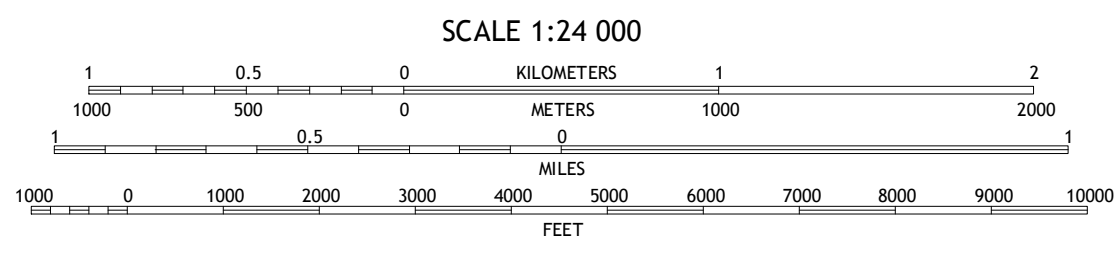 SCALE 1:24 000
1 0.5 0 KILOMETERS 1 2
1000 500 0 METERS 1000 2000
1 0.5 0 1
MILES
1000 0 1000 2000 3000 4000 5000 6000 7000 8000 9000 10000
FEET